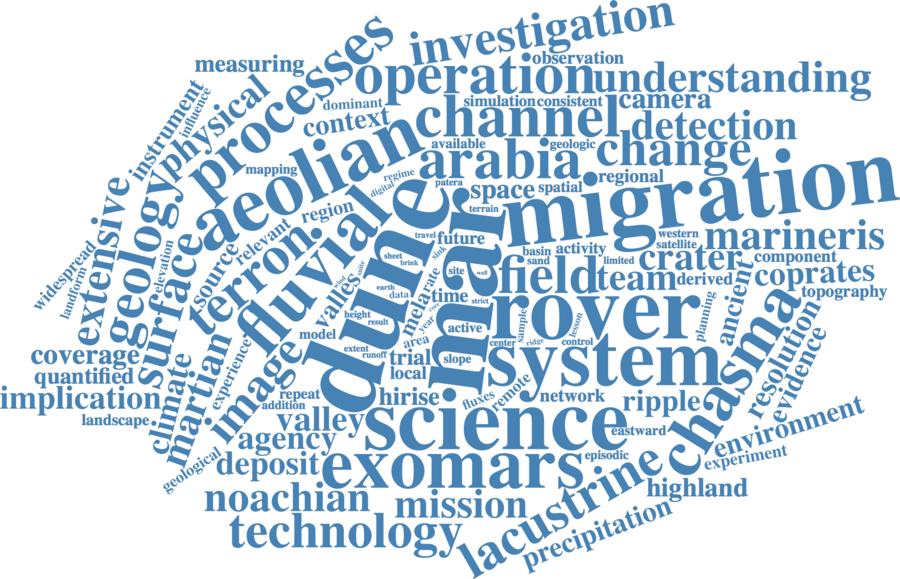 investigation
processes
measuring
operation
observation
understanding
instrument
influence
physical
dominant
context
simulation
consistent
camera
channel
detection
aeolian
available
geologic
change
arabia
mapping
regime
digital
patera
space
spatial
regional
migration
extensive
geology
surface
elevation
source
relevant
region
terron.
fluvial
dune
mar
terrain
travel
future
western
satellite
marineris
widespread
landform
valles
suite
wind
sheet
brink
sink
basin
activity
sand
limited
crater
component
earth
data
melarate
site
wall
field
team
derived
coprates
time
strict
topography
height
result
year
core
rover
planning
ancient
model
area
active
sample
ridge
lesson
coverage
extent
runoff
trial
slope
center
control
system
chasma
resolution
evidence
quantified
climate
martian
experience
image
local
implication
repeat
addition
hirise
fluxes
remote
network
ripple
landscape
valley
science
eastward
environment
agency
episodic
experiment
geological
deposit
exomars
lacustrine
highland
noachian
mission
precipitation
technology